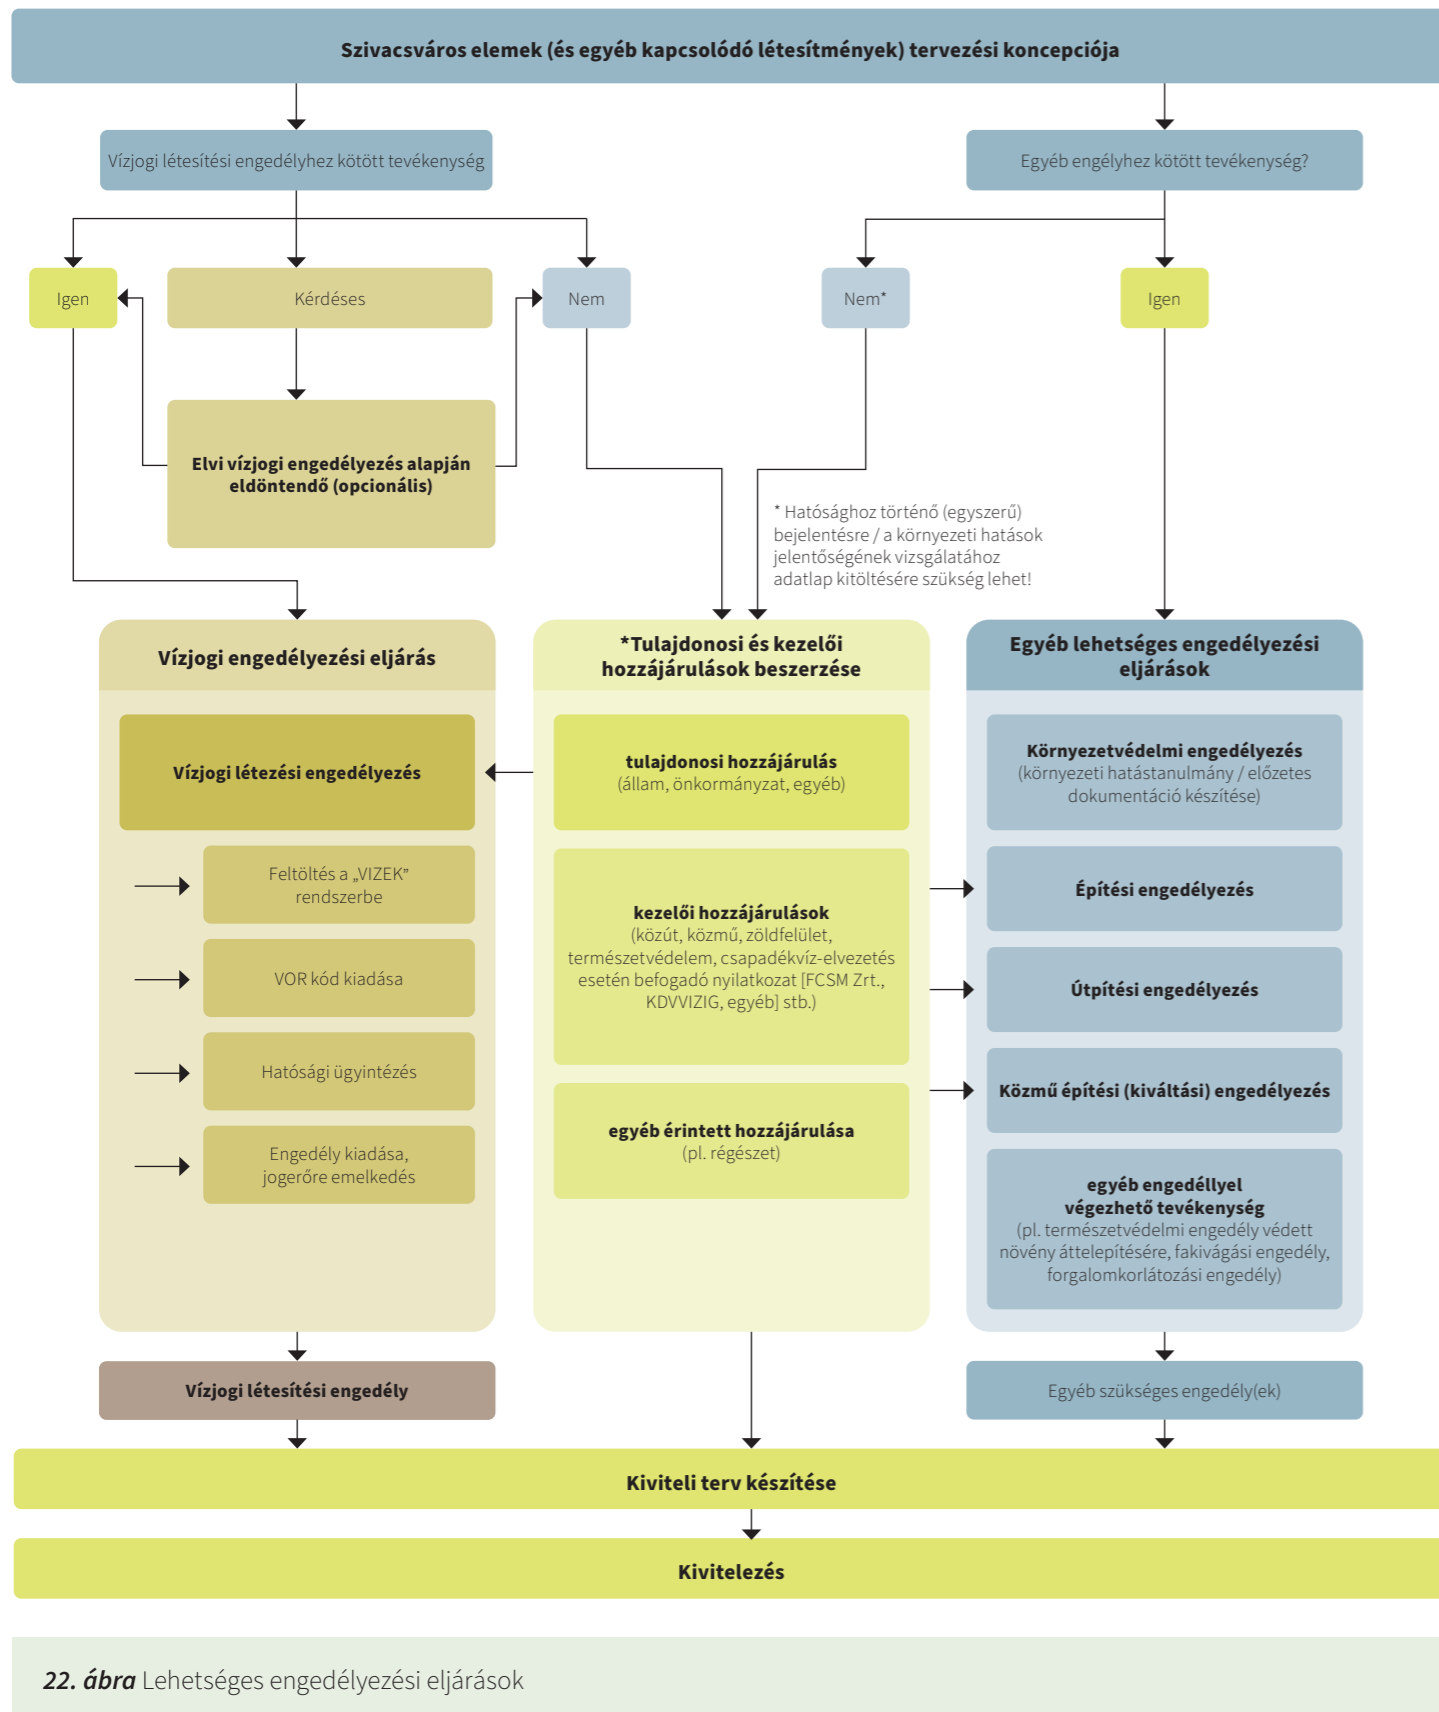 Szivacsváros elemek (és egyéb kapcsolódó létesítmények) tervezési koncepciója
Vízjogi létesítési engedélyhez kötött tevékenység
Egyéb engélyhez kötött tevékenység?
Igen
Kérdéses
Nem
Nem*
Igen
Elvi vízjogi engedélyezés alapján
eldöntendő (opcionális)
* Hatósághoz történő (egyszerű)
bejelentésre / a környezeti hatások
jelentőségének vizsgálatához
adatlap kitöltésére szükség lehet!
Vízjogi engedélyezési eljárás
Vízjogi létezési engedélyezés
Feltöltés a „VIZEK”
rendszerbe
VOR kód kiadása
Hatósági ügyintézés
Engedély kiadása,
jogerőre emelkedés
*Tulajdonosi és kezelői
hozzájárulások beszerzése
tulajdonosi hozzájárulás
(állam, önkormányzat, egyéb)
kezelői hozzájárulások
(közút, közmű, zöldfelület,
természetvédelem, csapadékvíz-elvezetés
esetén befogadó nyilatkozat [FCSM Zrt.,
KDVVIZIG, egyéb] stb.)
egyéb érintett hozzájárulása
(pl. régészet)
Egyéb lehetséges engedélyezési
eljárások
Környezetvédelmi engedélyezés
(környezeti hatástanulmány / előzetes
dokumentáció készítése)
Építési engedélyezés
Útpítési engedélyezés
Közmű építési (kiváltási) engedélyezés
egyéb engedéllyel
végezhető tevékenység
(pl. természetvédelmi engedély védett
növény áttelepítésére, fakivágási engedély,
forgalomkorlátozási engedély)
Vízjogi létesítési engedély
Egyéb szükséges engedély(ek)
Kiviteli terv készítése
Kivitelezés
22. ábra Lehetséges engedélyezési eljárások